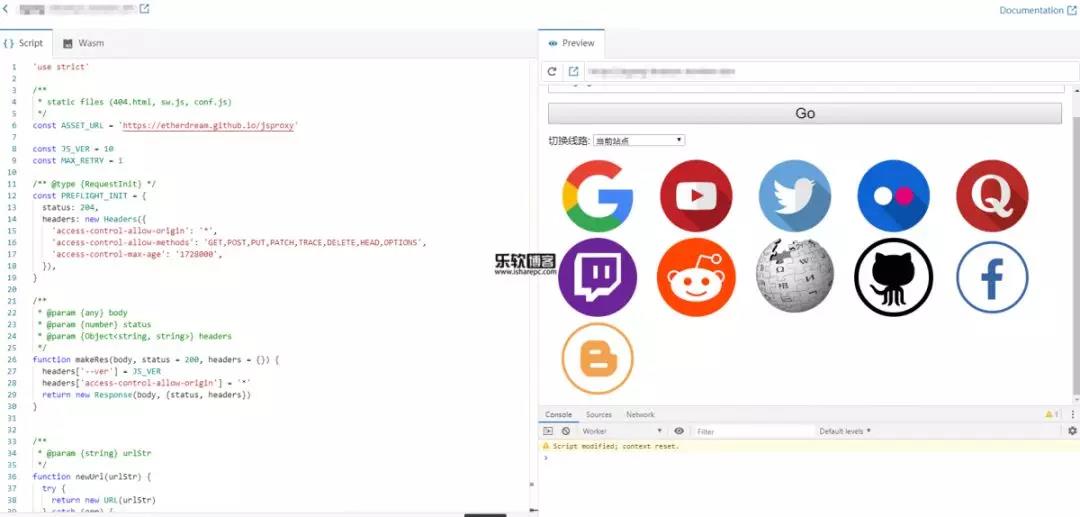 Documentation
{} Script
Wasm
Preview
1 'use strict'
2
3 /**
4 * static files (404.html, sw.js, conf.js)
5 */
6 const ASSET_URL = 'https://etherdream.github.io/jsproxy'
7
8 const JS_VER = 10
9 const MAX_RETRY = 1
10
11 /** @type {RequestInit} */
12 const PREFLIGHT_INIT = {
13 status: 204,
14 headers: new Headers({
15 'access-control-allow-origin': '*',
16 'access-control-allow-methods': 'GET,POST,PUT,PATCH,TRACE,DELETE,HEAD,OPTIONS',
17 'access-control-max-age': '1728000',
18 }),
19 }
20
21 /**
22 * @param {any} body
23 * @param {number} status
24 * @param {Object<string, string>} headers
25 */
26 function makeRes(body, status = 200, headers = {}) {
27 headers['--ver'] = JS_VER
28 headers['access-control-allow-origin'] = '*'
29 return new Response(body, {status, headers})
30 }
31
32
33 /**
34 * @param {string} urlStr
35 */
36 function newUrl(urlStr) {
37 try {
38 return new URL(urlStr)
39 } catch (err) {
Go
切换线路: 当前站点
乐软博客
www.isharepc.com
Console
Sources
Network
1
Worker
Filter
Default levels
Script modified; context reset.